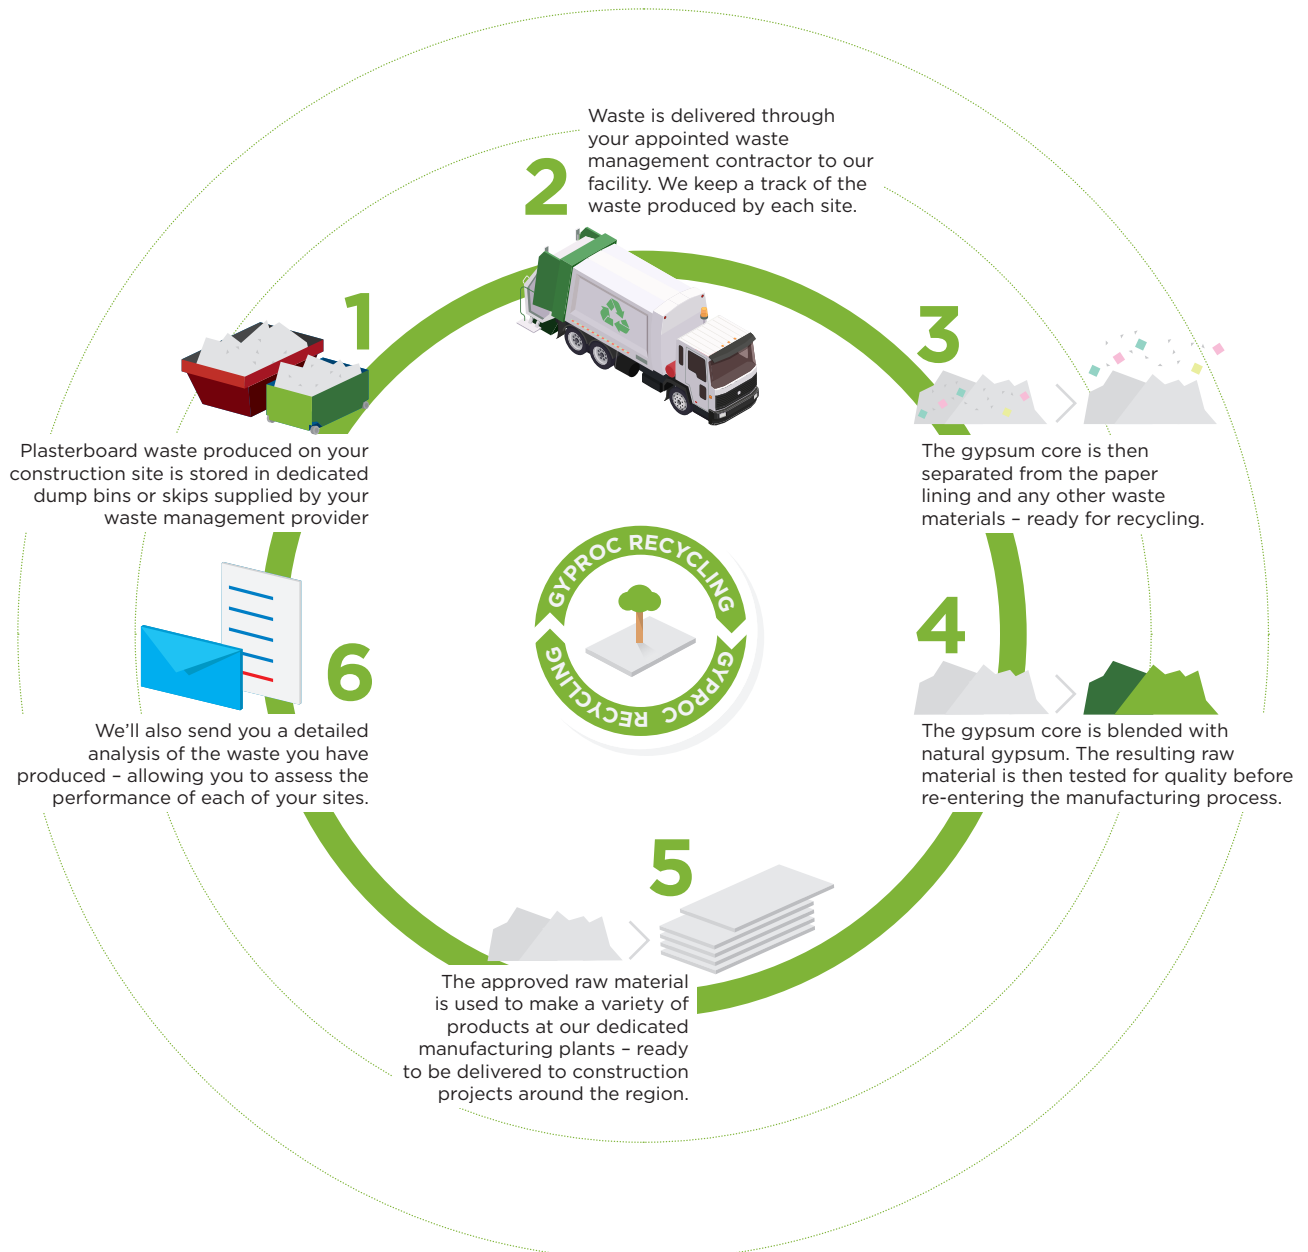 1
Plasterboard waste produced on your
construction site is stored in dedicated
dump bins or skips supplied by your
waste management provider
2
Waste is delivered through
your appointed waste
management contractor to our
facility. We keep a track of the
waste produced by each site.
3
The gypsum core is then
separated from the paper
lining and any other waste
materials – ready for recycling.
4
The gypsum core is blended with
natural gypsum. The resulting raw
material is then tested for quality before
re-entering the manufacturing process.
5
The approved raw material
is used to make a variety of
products at our dedicated
manufacturing plants – ready
to be delivered to construction
projects around the region.
6
We’ll also send you a detailed
analysis of the waste you have
produced – allowing you to assess the
performance of each of your sites.
GYPROC RECYCLING
GYPROC RECYCLING